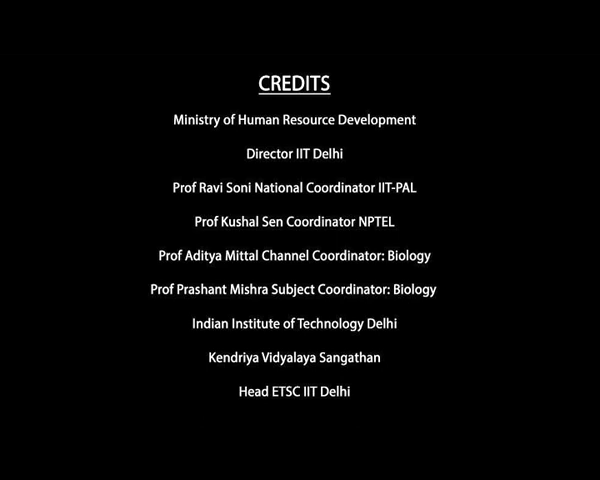 CREDITS
Ministry of Human Resource Development
Director IIT Delhi
Prof Ravi Soni National Coordinator IIT-PAL
Prof Kushal Sen Coordinator NPTEL
Prof Aditya Mittal Channel Coordinator: Biology
Prof Prashant Mishra Subject Coordinator: Biology
Indian Institute of Technology Delhi
Kendriya Vidyalaya Sangathan
Head ETSC IIT Delhi